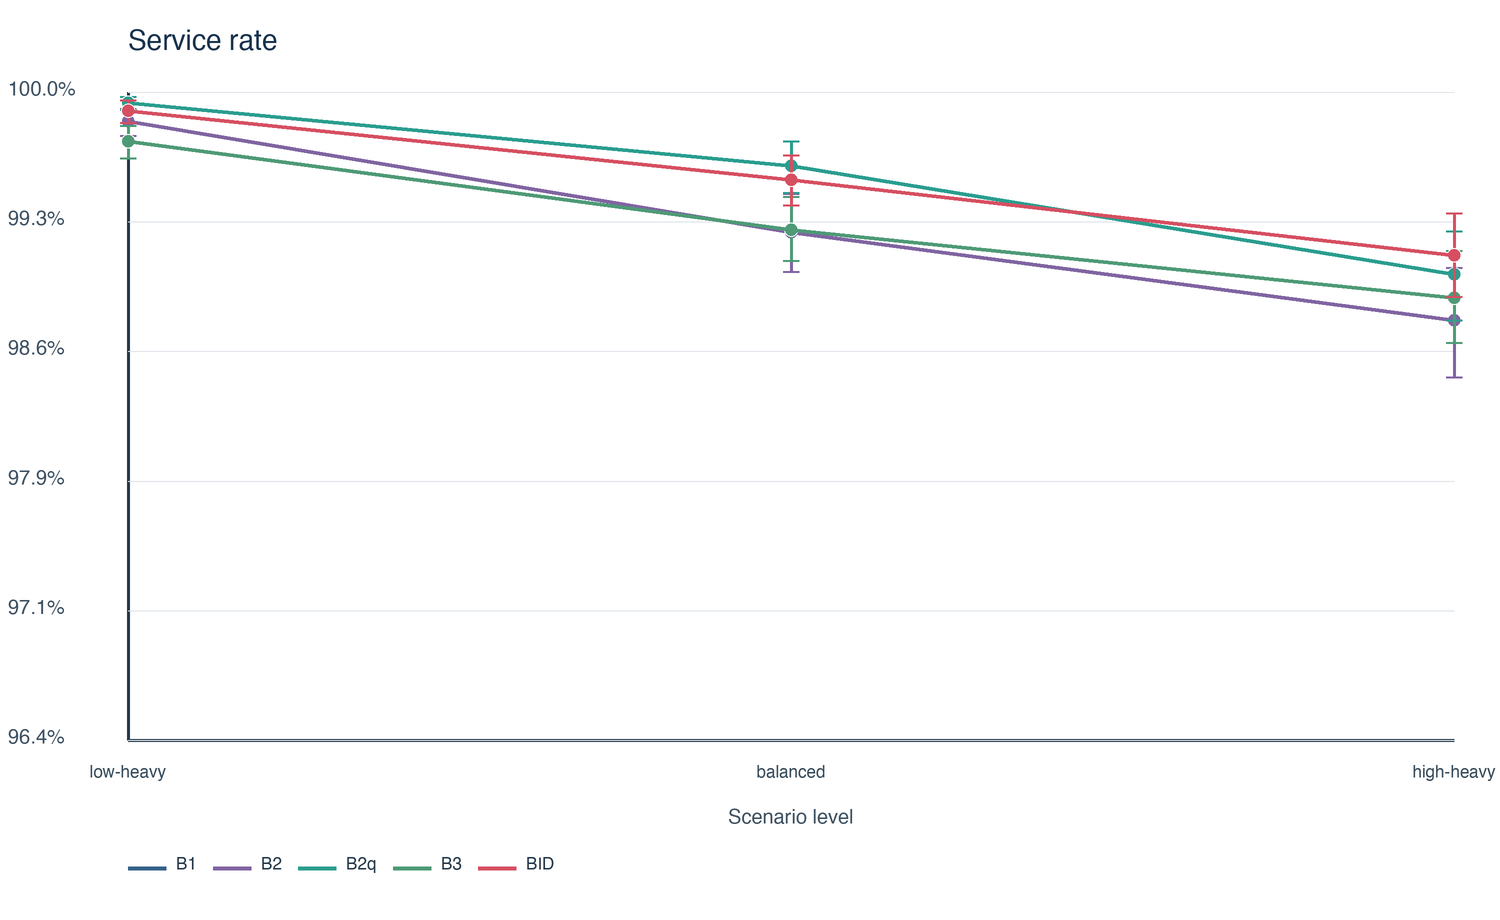 Service rate
100.0%
99.3%
98.6%
97.9%
97.1%
96.4%
low-heavy balanced high-heavy
Scenario level
B1 B2 B2q B3 BID